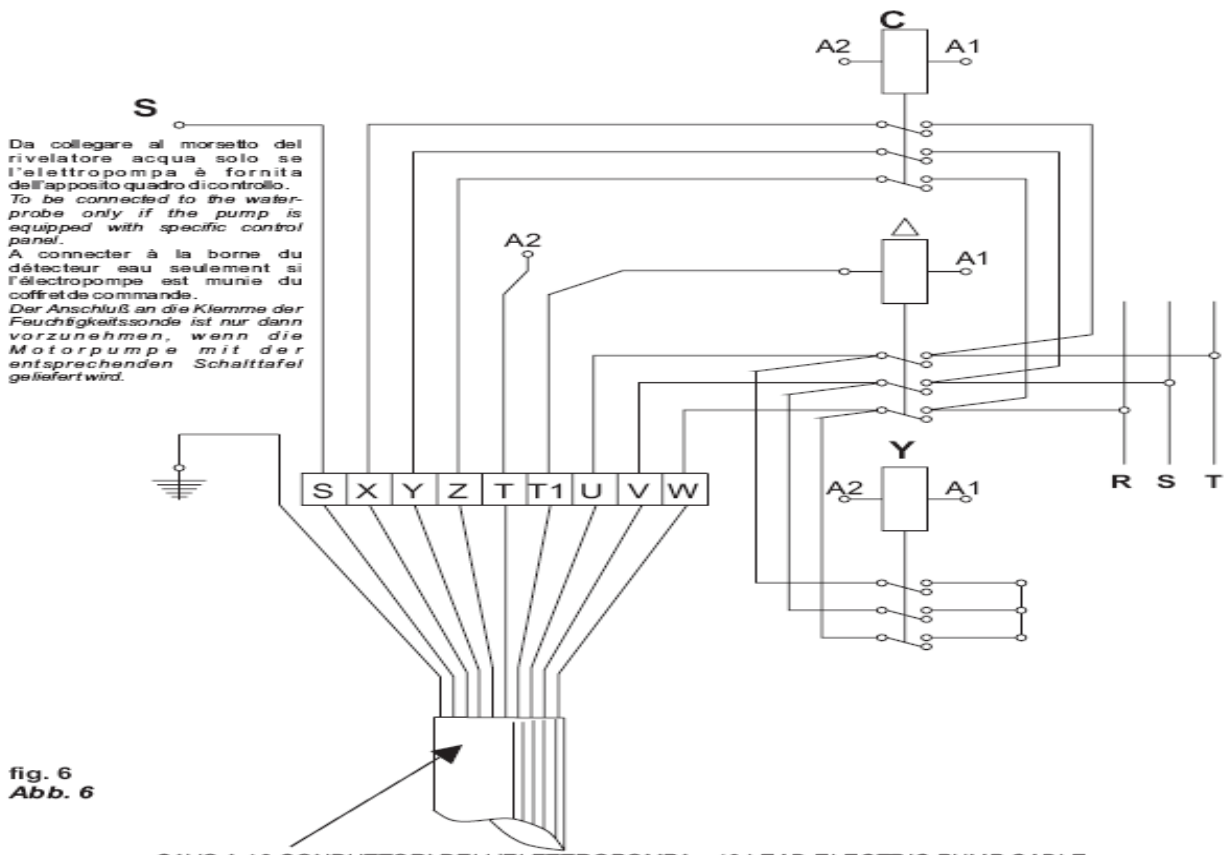 C
A2 A1
S
Da collegare al morsetto del
rivelatore acqua solo se
l'elettropompa è fornita
dell'apposito quadro di controllo.
To be connected to the water-
probe only if the pump is
equipped with specific control
panel.
A connecter à la borne du
détecteur eau seulement si
l'électropompe est munie du
coffret de commande.
Der Anschluß an die Klemme der
Feuchtigkeitssonde ist nur dann
vorzunehmen, wenn die
Motorpumpe mit der
entsprechenden Schalttafel
geliefert wird.
A2
△
A1
Y
A2 A1
R S T
S X Y Z T T1 U V W
fig. 6
Abb. 6